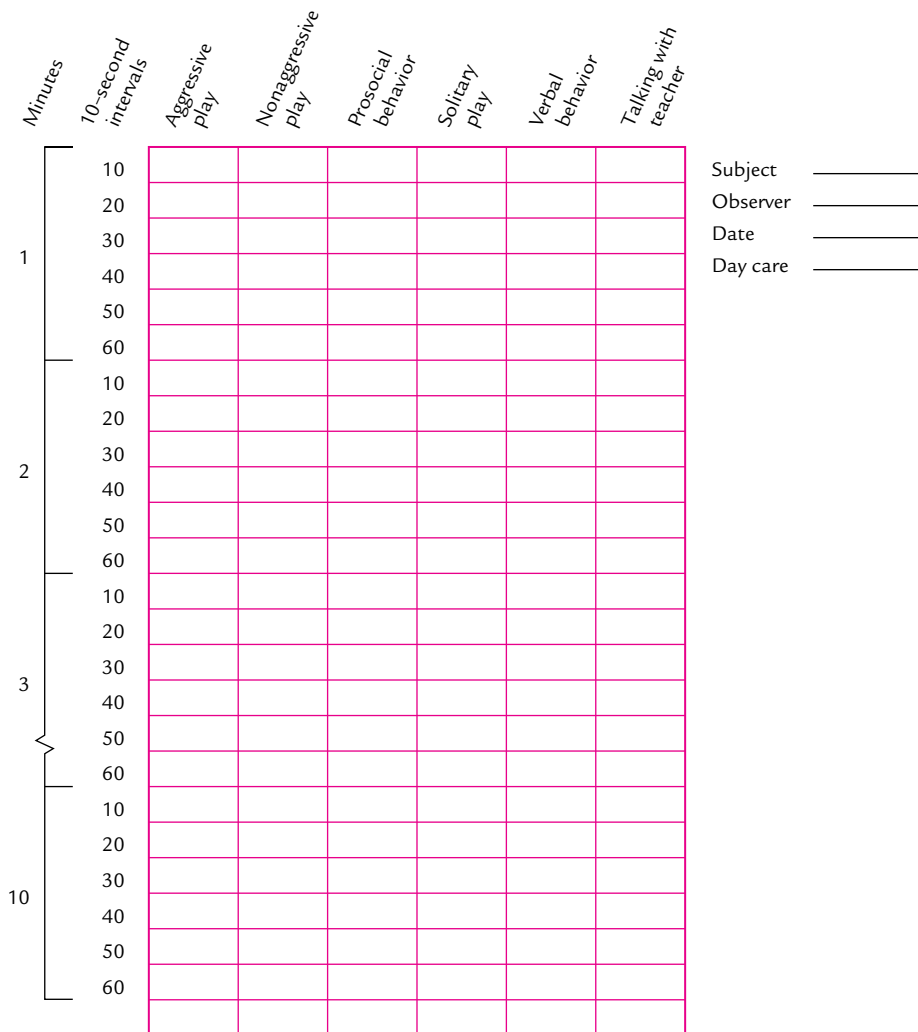 Minutes
10-second
intervals
Aggressive
play
Nonaggressive
play
Prosocial
behavior
Solitary
play
Verbal
behavior
Talking with
teacher
Subject
Observer
Date
Day care
1
10
20
30
40
50
60
2
10
20
30
40
50
60
3
10
20
30
40
50
60
10
10
20
30
40
50
60